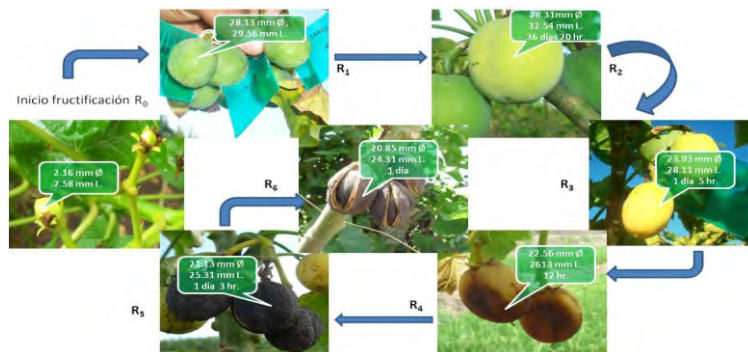 Inicio fructificación R0
2.16 mm Ø
2.58 mm L.
28.13 mm Ø,
29.56 mm L.
R1
28.31mm Ø
32.54 mm L.
36 días 20 hr.
R2
23.93 mm Ø
28.11 mm L.
1 día 5 hr.
R3
22.56 mm Ø
2613 mm L.
12 hr.
R4
21.13 mm Ø
25.31 mm L.
1 día 3 hr.
R5
R6
20.85 mm Ø
24.31 mm L.
1 día